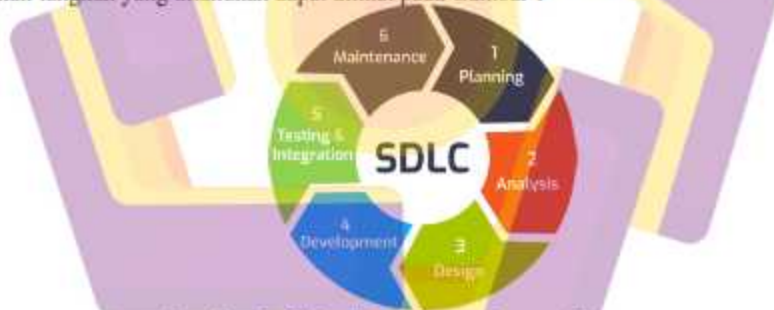 SDLC
1
Planning
2
Analysis
3
Design
4
Development
5
Testing &
Integration
6
Maintenance